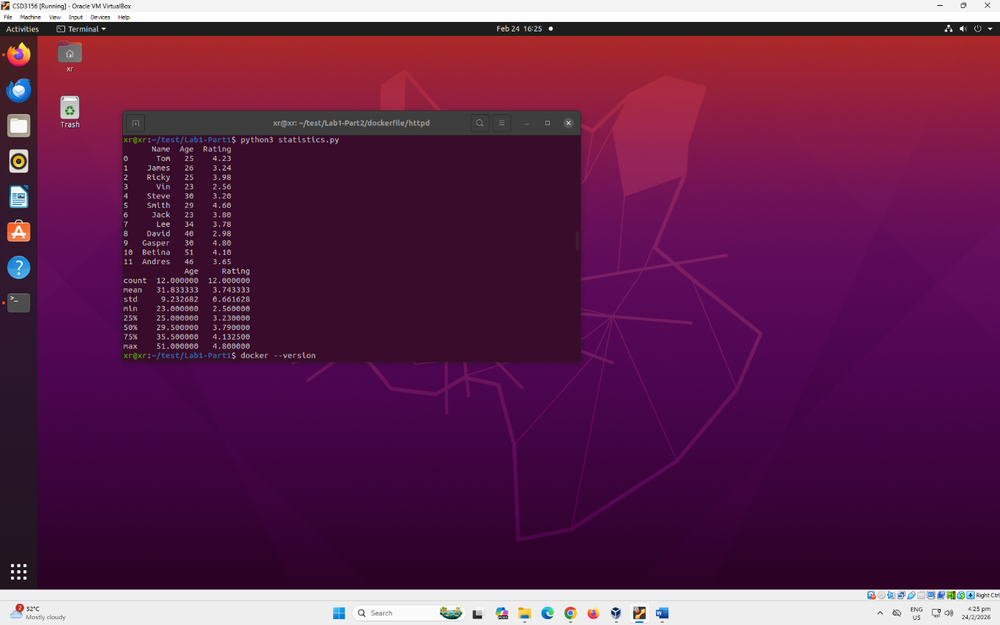 CSD3156 [Running] - Oracle VM VirtualBox
File Machine View Input Devices Help
Activities Terminal Feb 24 16:25
xr
Trash
xr@xr: ~/test/Lab1-Part2/dockerfile/httpd
xr@xr:~/test/Lab1-Part1$ python3 statistics.py
Name Age Rating
0 Tom 25 4.23
1 James 26 3.24
2 Ricky 25 3.98
3 Vin 23 2.56
4 Steve 30 3.20
5 Smith 29 4.60
6 Jack 23 3.80
7 Lee 34 3.78
8 David 40 2.98
9 Gasper 30 4.80
10 Betina 51 4.10
11 Andres 46 3.65
Age Rating
count 12.000000 12.000000
mean 31.833333 3.743333
std 9.232682 0.661628
min 23.000000 2.560000
25% 25.000000 3.230000
50% 29.500000 3.790000
75% 35.500000 4.132500
max 51.000000 4.800000
xr@xr:~/test/Lab1-Part1$ docker --version
Right Ctrl
2
32°C
Mostly cloudy
Search
ENG
US
4:25 pm
24/2/2026